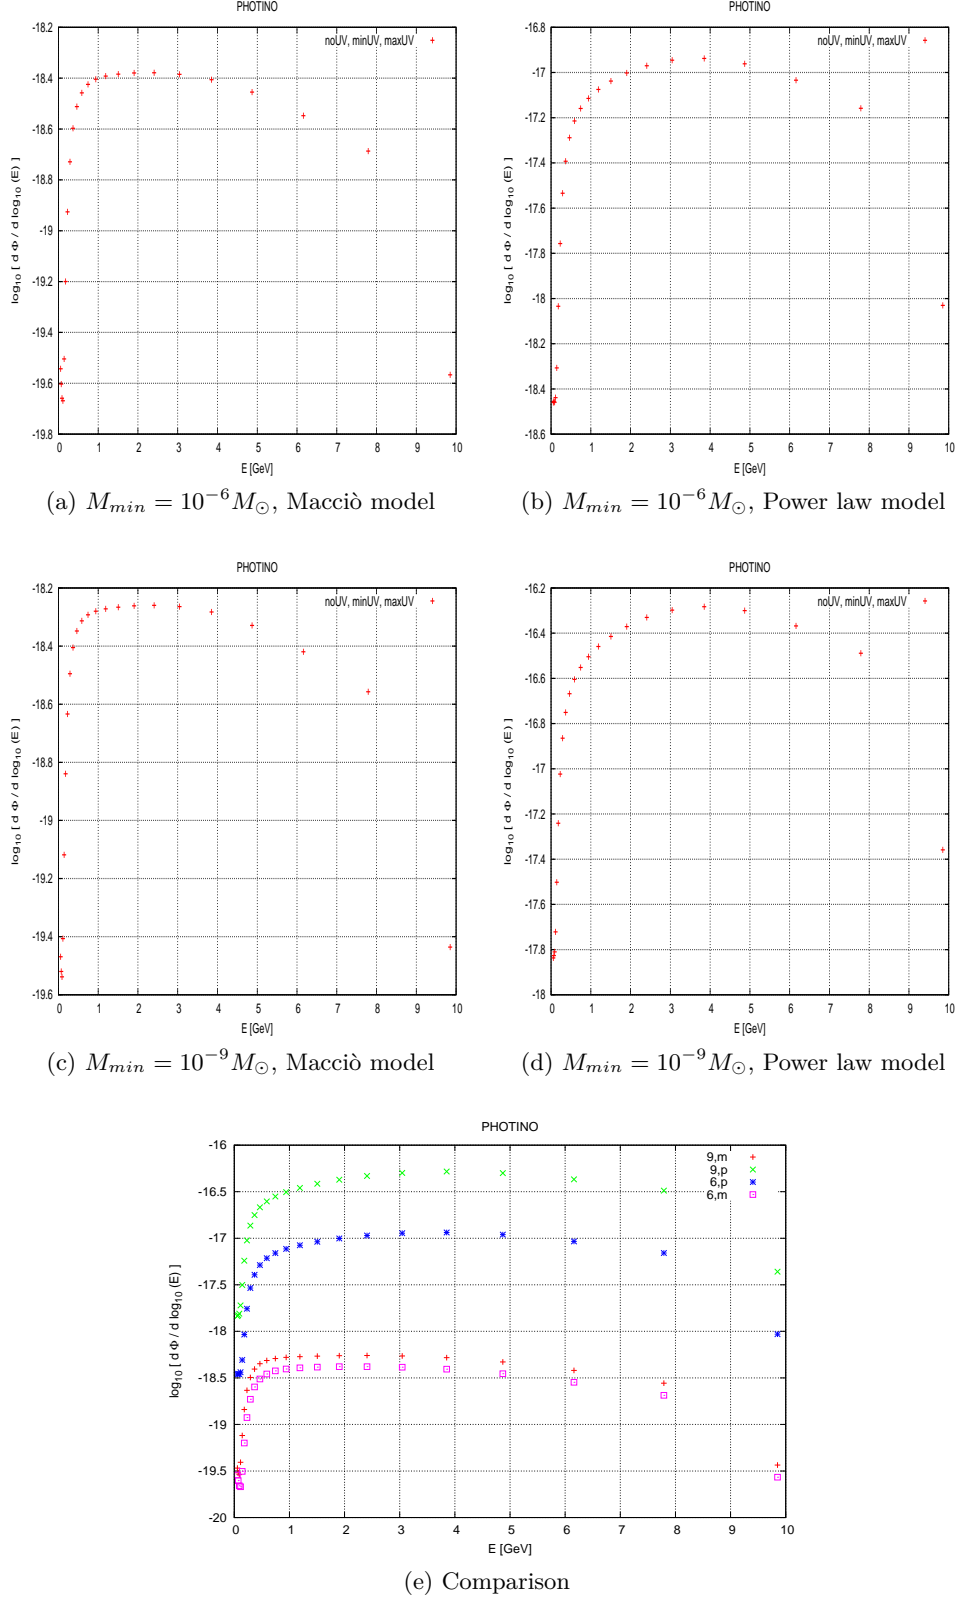 PHOTINO
noUV, minUV, maxUV
-18.2
-18.4
-18.6
-18.8
-19
-19.2
-19.4
-19.6
-19.8
log10 [ d Φ / d log10 (E) ]
0 1 2 3 4 5 6 7 8 9 10
E [GeV]
(a) Mmin = 10−6M⊙, Macciò model
PHOTINO
noUV, minUV, maxUV
-16.8
-17
-17.2
-17.4
-17.6
-17.8
-18
-18.2
-18.4
-18.6
log10 [ d Φ / d log10 (E) ]
0 1 2 3 4 5 6 7 8 9 10
E [GeV]
(b) Mmin = 10−6M⊙, Power law model
PHOTINO
noUV, minUV, maxUV
-18.2
-18.4
-18.6
-18.8
-19
-19.2
-19.4
-19.6
log10 [ d Φ / d log10 (E) ]
0 1 2 3 4 5 6 7 8 9 10
E [GeV]
(c) Mmin = 10−9M⊙, Macciò model
PHOTINO
noUV, minUV, maxUV
-16.2
-16.4
-16.6
-16.8
-17
-17.2
-17.4
-17.6
-17.8
-18
log10 [ d Φ / d log10 (E) ]
0 1 2 3 4 5 6 7 8 9 10
E [GeV]
(d) Mmin = 10−9M⊙, Power law model
PHOTINO
9,m
9,p
6,p
6,m
-16
-16.5
-17
-17.5
-18
-18.5
-19
-19.5
-20
log10 [ d Φ / d log10 (E) ]
0 1 2 3 4 5 6 7 8 9 10
E [GeV]
(e) Comparison